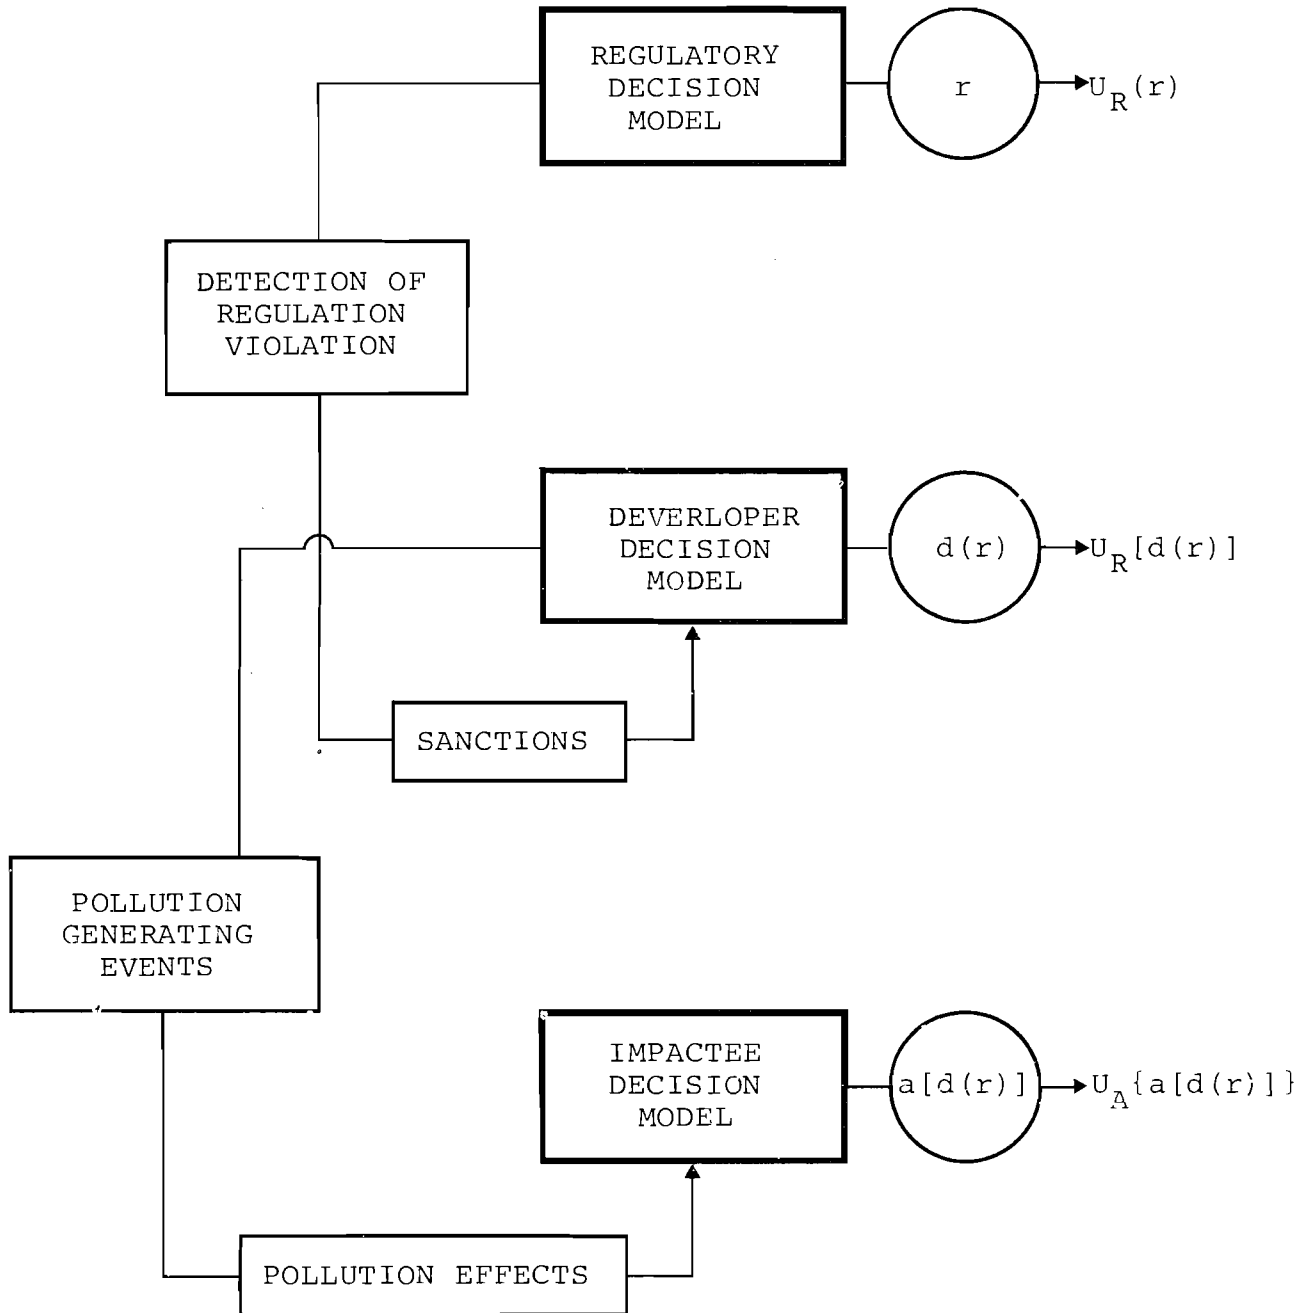 REGULATORY
DECISION
MODEL
r
U_R(r)
DETECTION OF
REGULATION
VIOLATION
DEVERLOPER
DECISION
MODEL
d(r)
U_R[d(r)]
SANCTIONS
POLLUTION
GENERATING
EVENTS
IMPACTEE
DECISION
MODEL
a[d(r)]
U_A{a[d(r)]}
POLLUTION EFFECTS